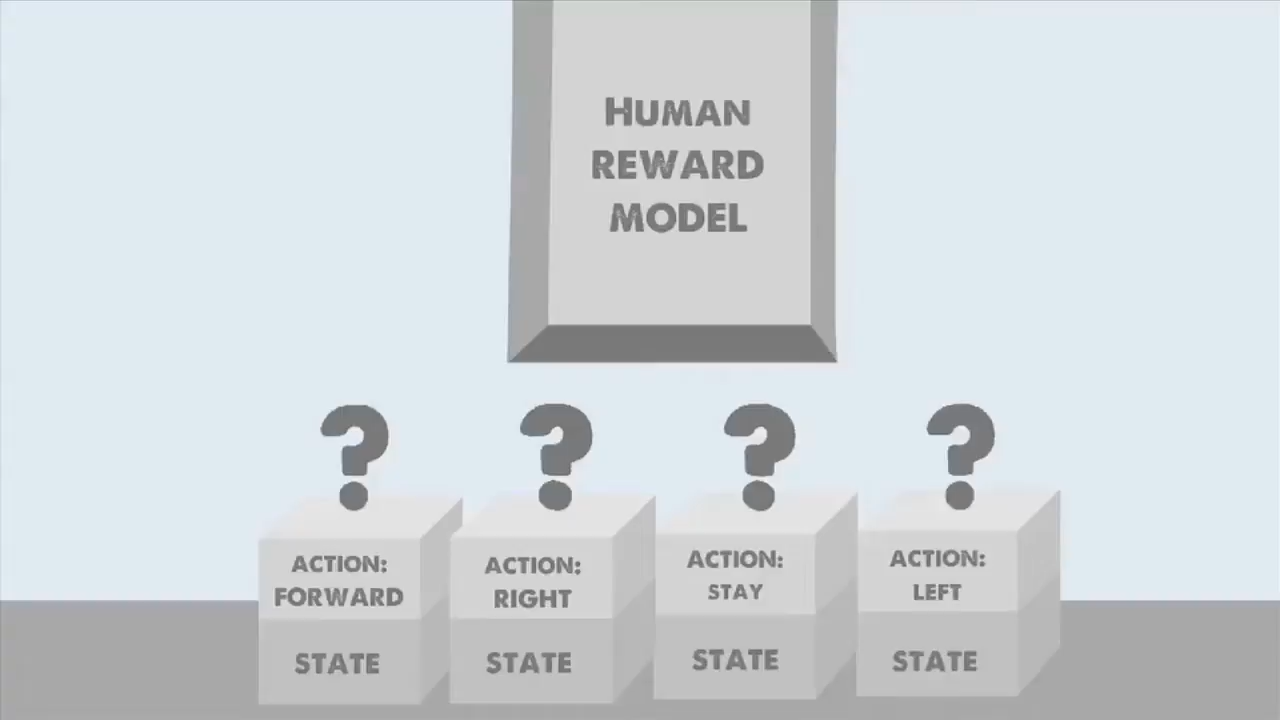 HUMAN
REWARD
MODEL
?
?
?
?
ACTION:
FORWARD
STATE
ACTION:
RIGHT
STATE
ACTION:
STAY
STATE
ACTION:
LEFT
STATE